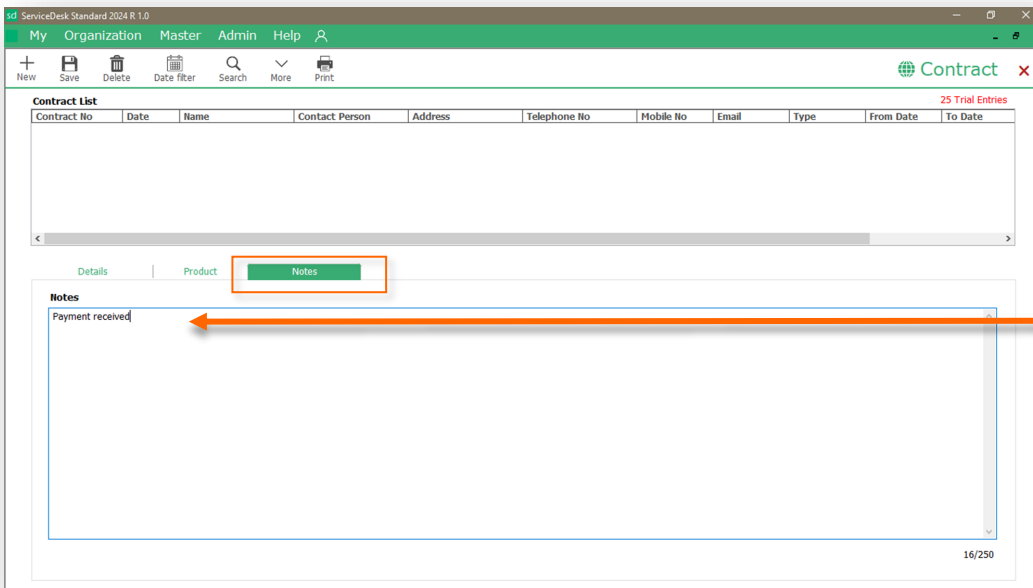 sd ServiceDesk Standard 2024 R 1.0
My Organization Master Admin Help
New Save Delete Date filter Search More Print
Contract
Contract List
25 Trial Entries
Contract No Date Name Contact Person Address Telephone No Mobile No Email Type From Date To Date
Details Product Notes
Notes
Payment received
16/250